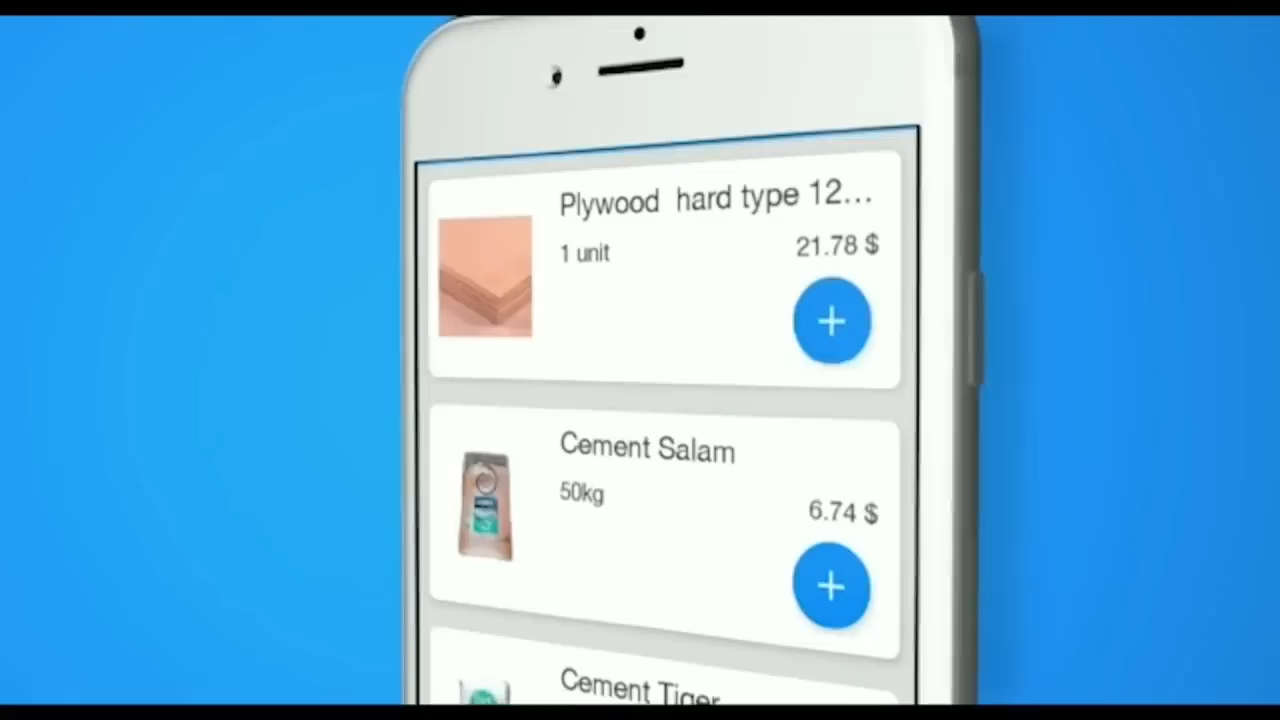 Plywood hard type 12...
1 unit
21.78 $
+
Cement Salam
50kg
6.74 $
+
Cement Tiger